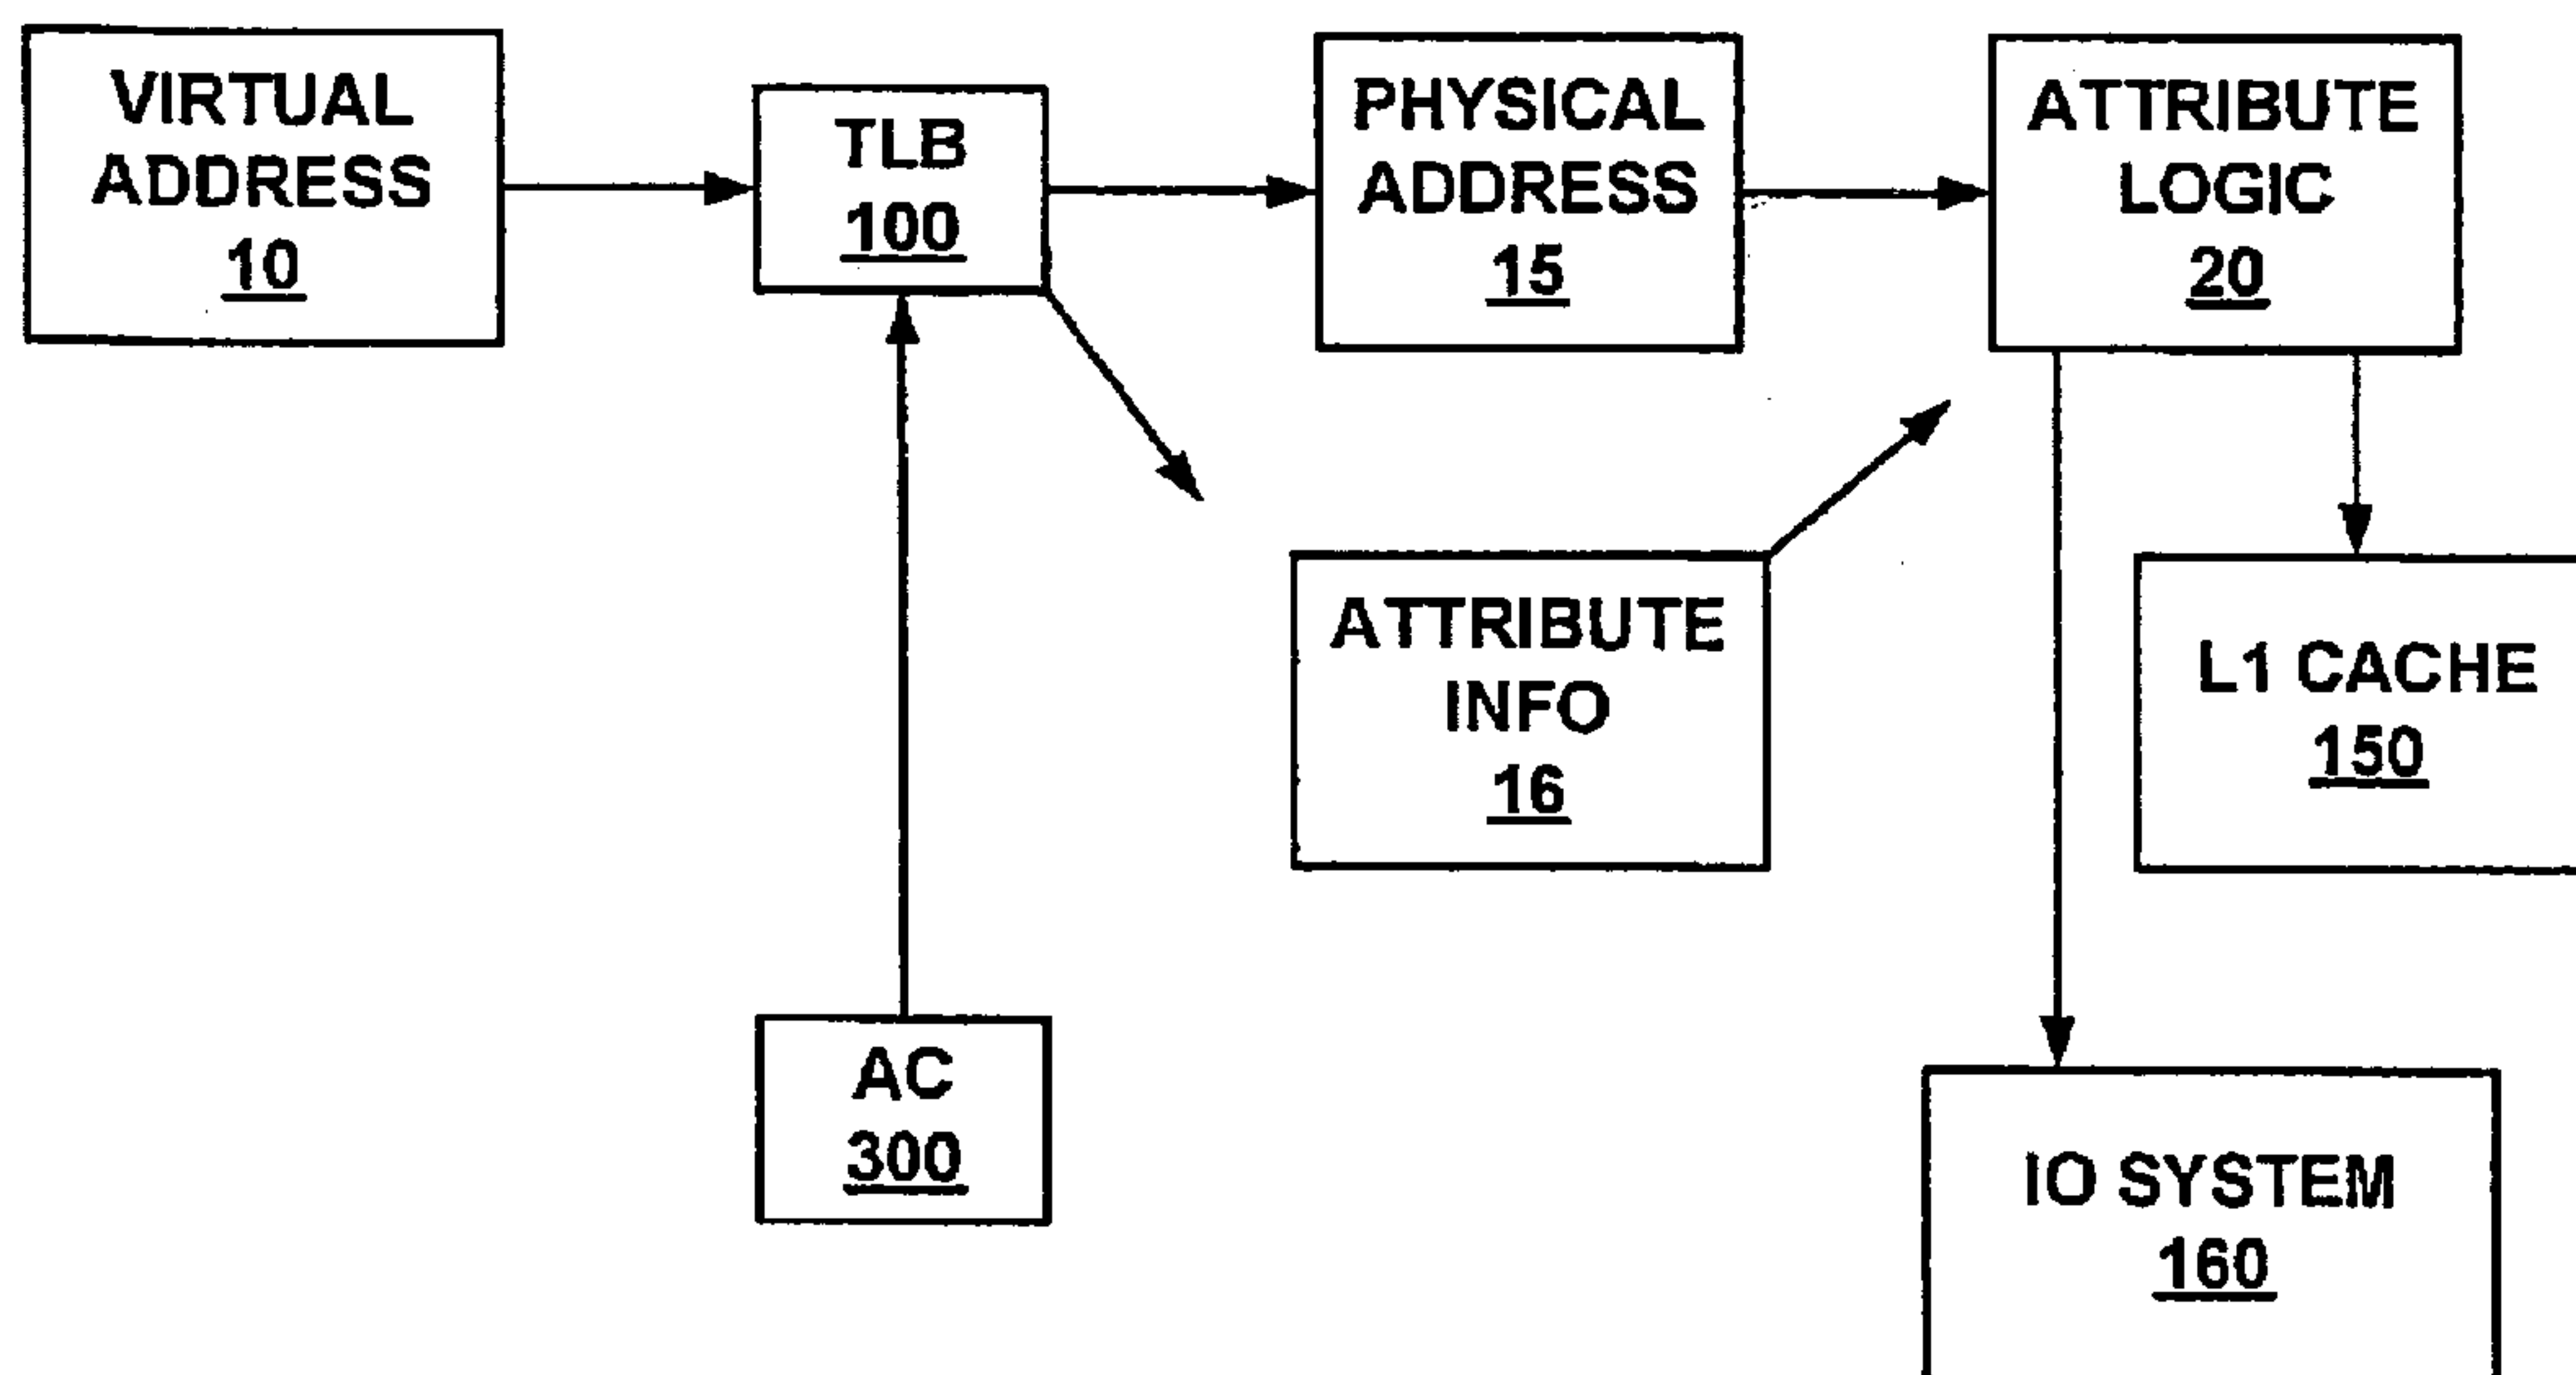 VIRTUAL
ADDRESS
10
TLB
100
PHYSICAL
ADDRESS
15
ATTRIBUTE
LOGIC
20
ATTRIBUTE
INFO
16
L1 CACHE
150
AC
300
IO SYSTEM
160